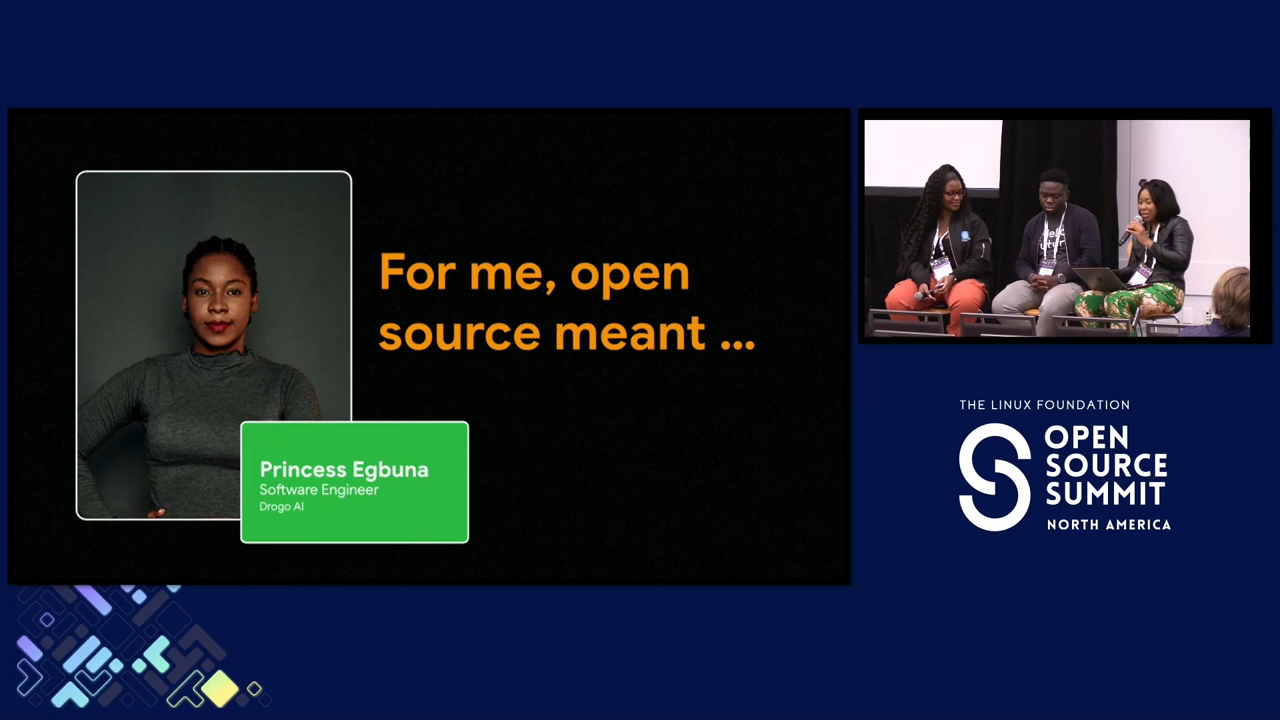 For me, open
source meant ...
Princess Egbuna
Software Engineer
Drogo AI
THE LINUX FOUNDATION
OPEN
SOURCE
SUMMIT
NORTH AMERICA